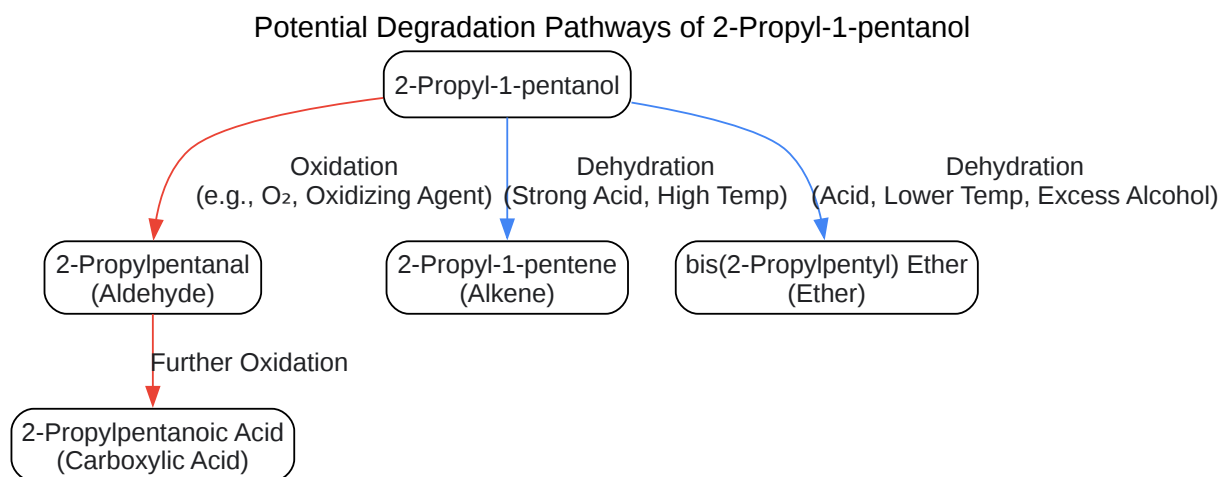 Potential Degradation Pathways of 2-Propyl-1-pentanol
2-Propyl-1-pentanol
Oxidation
(e.g., O₂, Oxidizing Agent)
Dehydration
(Strong Acid, High Temp)
Dehydration
(Acid, Lower Temp, Excess Alcohol)
2-Propylpentanal
(Aldehyde)
2-Propyl-1-pentene
(Alkene)
bis(2-Propylpentyl) Ether
(Ether)
Further Oxidation
2-Propylpentanoic Acid
(Carboxylic Acid)